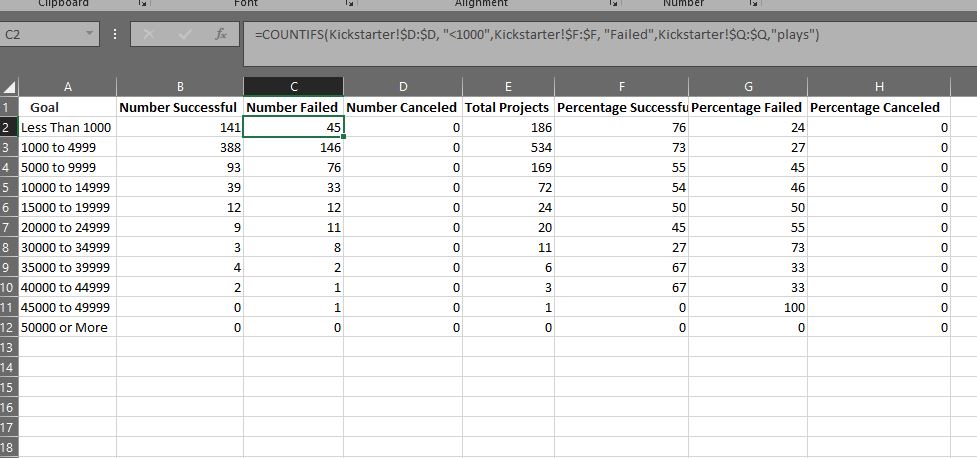 Clipboard Font Alignment Number
C2 fx =COUNTIFS(Kickstarter!$D:$D, "<1000",Kickstarter!$F:$F, "Failed",Kickstarter!$Q:$Q,"plays")
A B C D E F G H
1 Goal Number Successful Number Failed Number Canceled Total Projects Percentage Successfu Percentage Failed Percentage Canceled
2 Less Than 1000 141 45 0 186 76 24 0
3 1000 to 4999 388 146 0 534 73 27 0
4 5000 to 9999 93 76 0 169 55 45 0
5 10000 to 14999 39 33 0 72 54 46 0
6 15000 to 19999 12 12 0 24 50 50 0
7 20000 to 24999 9 11 0 20 45 55 0
8 30000 to 34999 3 8 0 11 27 73 0
9 35000 to 39999 4 2 0 6 67 33 0
10 40000 to 44999 2 1 0 3 67 33 0
11 45000 to 49999 0 1 0 1 0 100 0
12 50000 or More 0 0 0 0 0 0 0
13
14
15
16
17
18